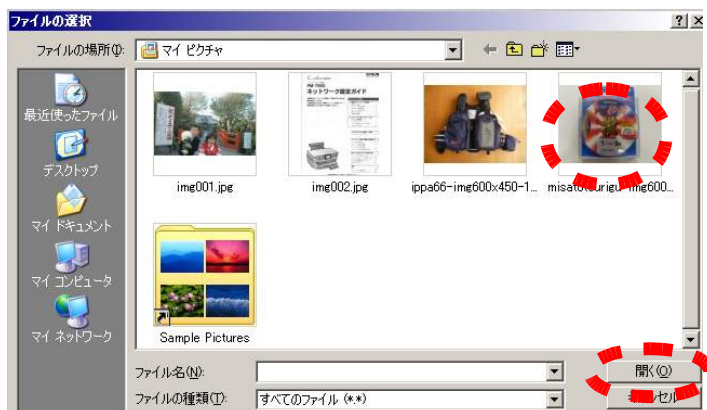 ファイルの選択
ファイルの場所(I):
マイ ピクチャ
最近使ったファイル
デスクトップ
マイ ドキュメント
マイ コンピュータ
マイ ネットワーク
ネットワーク設定ガイド
img001.jpg
img002.jpg
ippa66-img600x450-1...
Sample Pictures
ファイル名(N):
開く(O)
ファイルの種類(T):
すべてのファイル (*.*)